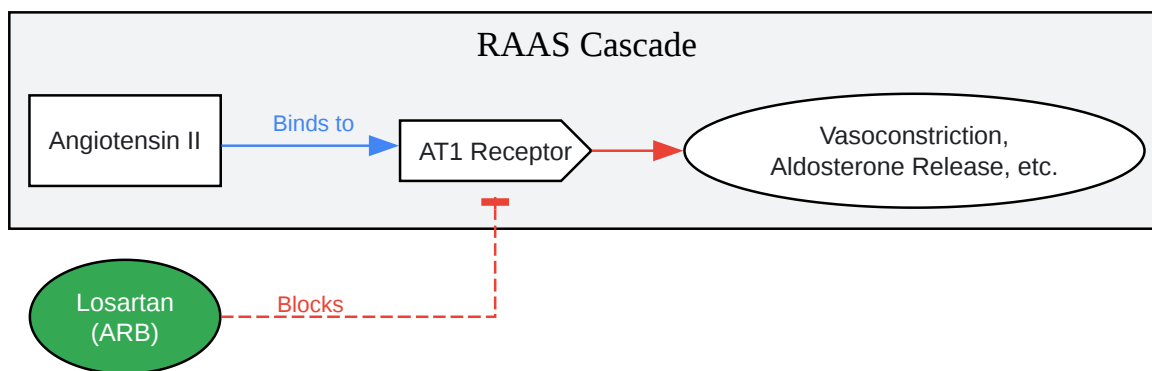 RAAS Cascade
Angiotensin II
Binds to
AT1 Receptor
Vasoconstriction,
Aldosterone Release, etc.
Losartan
(ARB)
Blocks